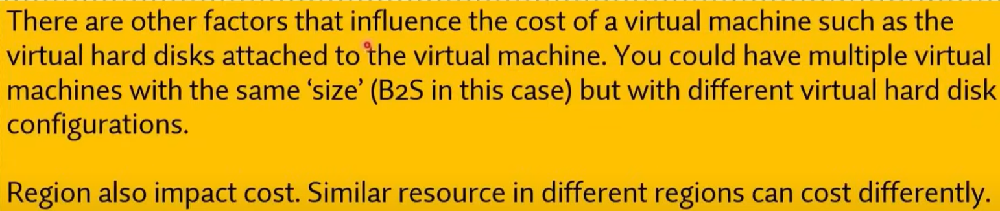 There are other factors that influence the cost of a virtual machine such as the
virtual hard disks attached to the virtual machine. You could have multiple virtual
machines with the same ‘size’ (B2S in this case) but with different virtual hard disk
configurations.
Region also impact cost. Similar resource in different regions can cost differently.